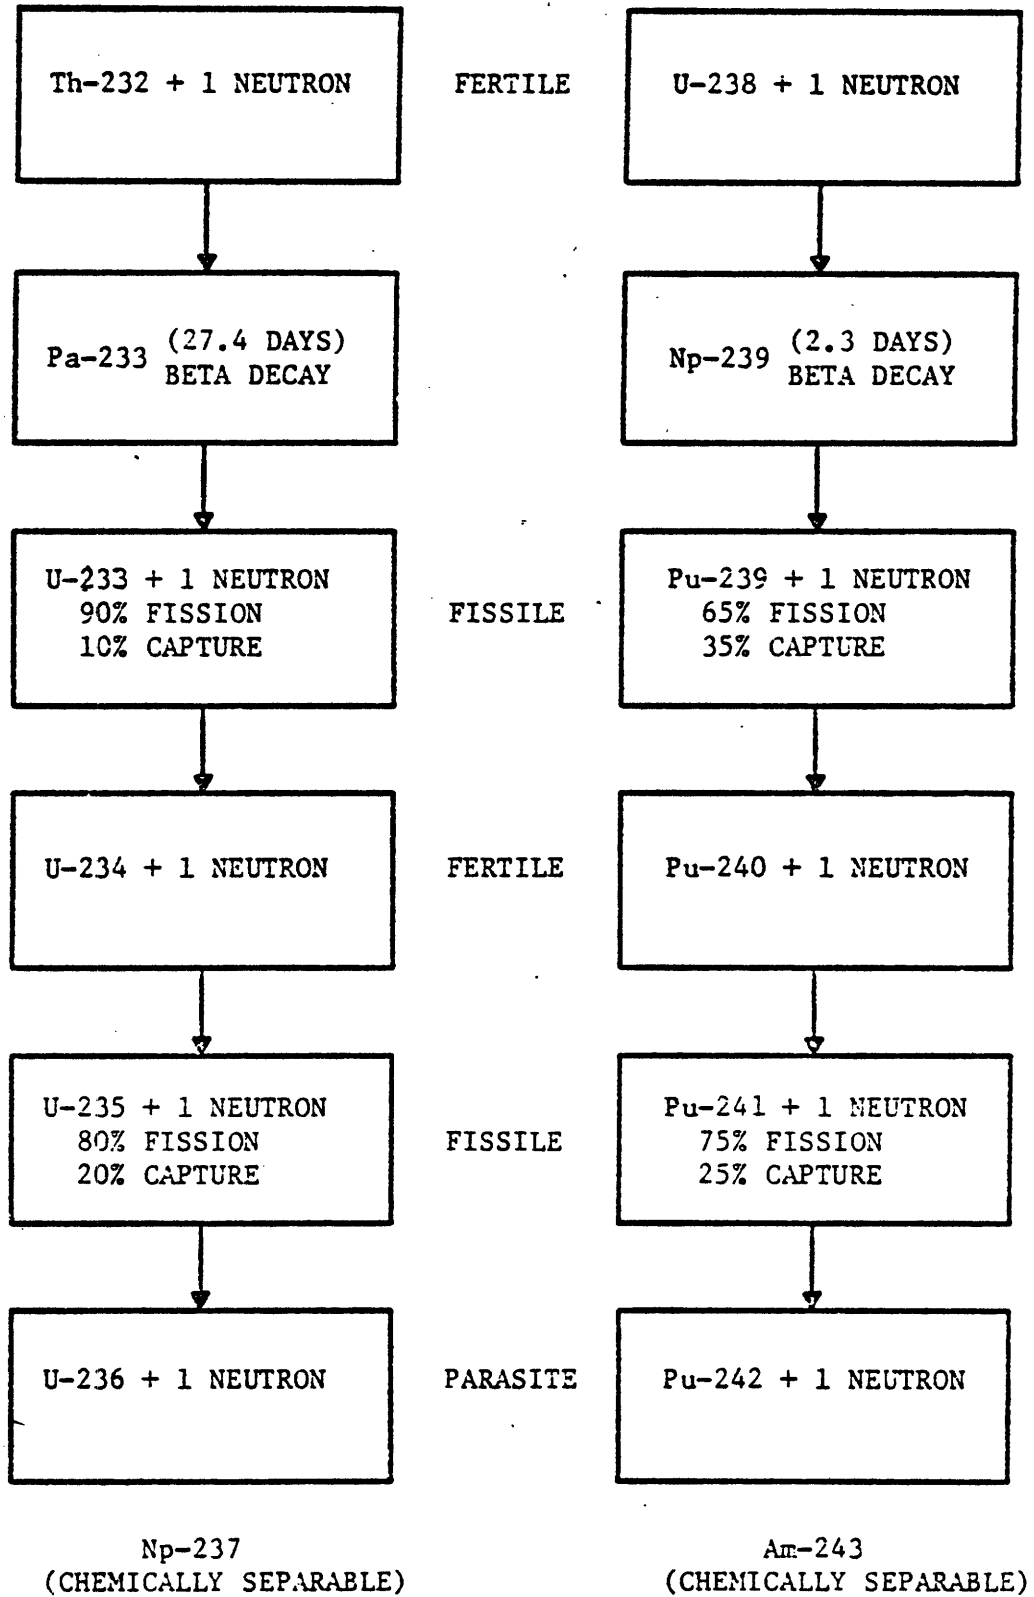 Th-232 + 1 NEUTRON
FERTILE
U-238 + 1 NEUTRON
Pa-233 (27.4 DAYS)
BETA DECAY
Np-239 (2.3 DAYS)
BETA DECAY
U-233 + 1 NEUTRON
90% FISSION
10% CAPTURE
FISSILE
Pu-239 + 1 NEUTRON
65% FISSION
35% CAPTURE
U-234 + 1 NEUTRON
FERTILE
Pu-240 + 1 NEUTRON
U-235 + 1 NEUTRON
80% FISSION
20% CAPTURE
FISSILE
Pu-241 + 1 NEUTRON
75% FISSION
25% CAPTURE
U-236 + 1 NEUTRON
PARASITE
Pu-242 + 1 NEUTRON
Np-237
(CHEMICALLY SEPARABLE)
Am-243
(CHEMICALLY SEPARABLE)